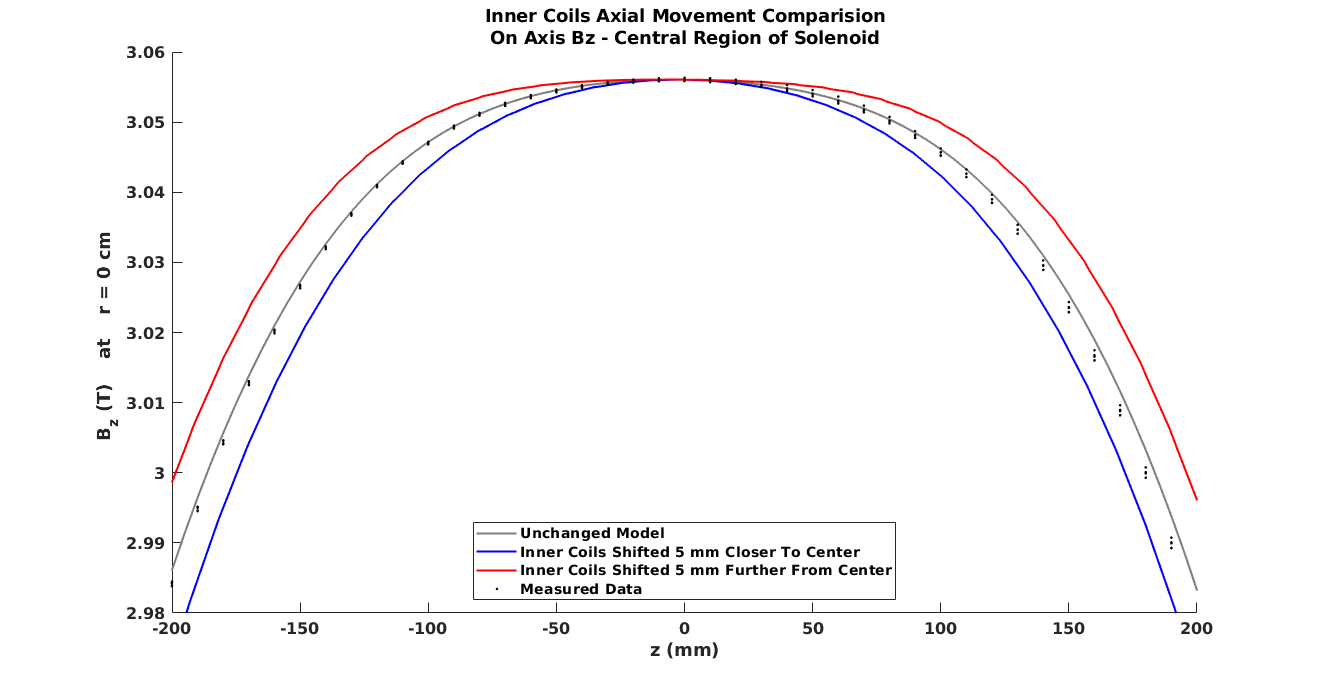 Inner Coils Axial Movement Comparision
On Axis Bz - Central Region of Solenoid
3.06
3.05
3.04
3.03
3.02
3.01
3
2.99
2.98
Bz (T) at r = 0 cm
Unchanged Model
Inner Coils Shifted 5 mm Closer To Center
Inner Coils Shifted 5 mm Further From Center
Measured Data
-200 -150 -100 -50 0 50 100 150 200
z (mm)